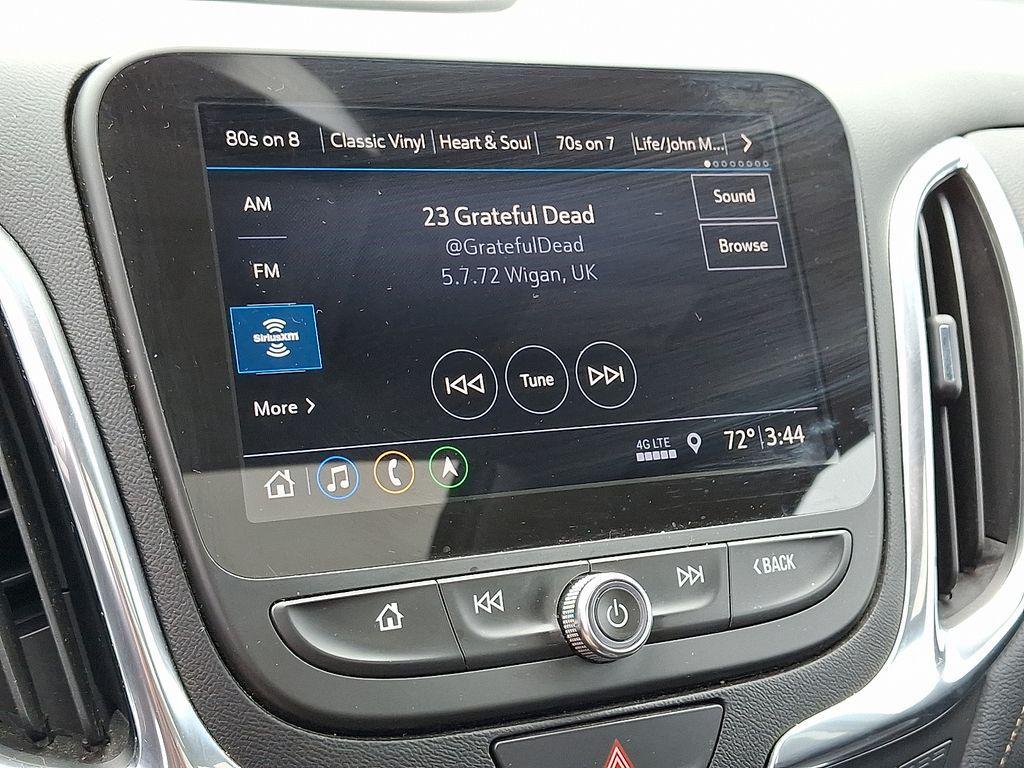 80s on 8 Classic Vinyl Heart & Soul 70s on 7 Life/John M...
AM
23 Grateful Dead
Sound
@GratefulDead
Browse
FM
5.7.72 Wigan, UK
SiriusXM
Tune
More
4G LTE
72° 3:44
BACK